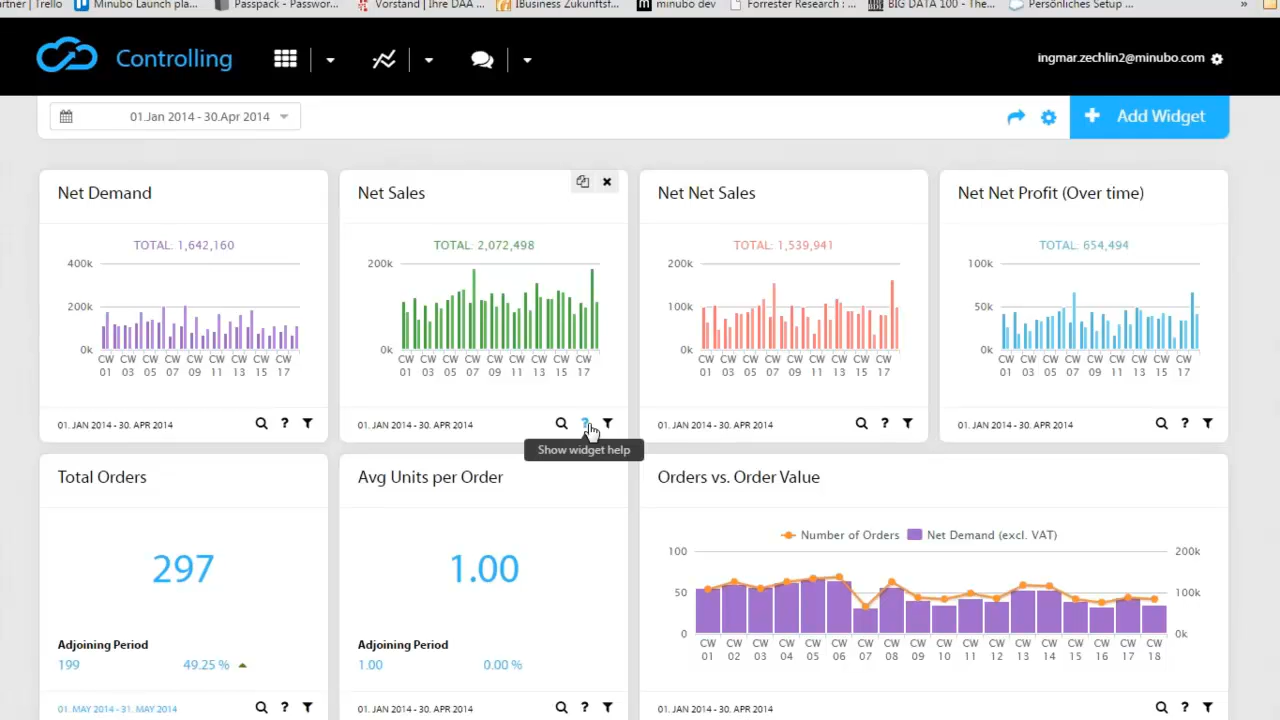 artner | Trello Minubo Launch plan... Passpack - Passwor... Vorstand | Ihre DAA ... IBusiness Zukunftsf... minubo dev Forrester Research : ... BIG DATA 100 - The... Persönliches Setup ... »
Controlling
ingmar.zechlin2@minubo.com
01.Jan 2014 - 30.Apr 2014
Add Widget
Net Demand
TOTAL: 1,642,160
400k
200k
0k
CW 01 CW 03 CW 05 CW 07 CW 09 CW 11 CW 13 CW 15 CW 17
01. JAN 2014 - 30. APR 2014 ?
Net Sales
TOTAL: 2,072,498
200k
0k
CW 01 CW 03 CW 05 CW 07 CW 09 CW 11 CW 13 CW 15 CW 17
01. JAN 2014 - 30. APR 2014 ?
Show widget help
Net Net Sales
TOTAL: 1,539,941
200k
100k
0k
CW 01 CW 03 CW 05 CW 07 CW 09 CW 11 CW 13 CW 15 CW 17
01. JAN 2014 - 30. APR 2014 ?
Net Net Profit (Over time)
TOTAL: 654,494
100k
50k
0k
CW 01 CW 03 CW 05 CW 07 CW 09 CW 11 CW 13 CW 15 CW 17
01. JAN 2014 - 30. APR 2014 ?
Total Orders
297
Adjoining Period
199 49.25 %
01. MAY 2014 - 31. MAY 2014 ?
Avg Units per Order
1.00
Adjoining Period
1.00 0.00 %
01. JAN 2014 - 30. APR 2014 ?
Orders vs. Order Value
Number of Orders Net Demand (excl. VAT)
100 200k
50 100k
0 0k
CW 01 CW 02 CW 03 CW 04 CW 05 CW 06 CW 07 CW 08 CW 09 CW 10 CW 11 CW 12 CW 13 CW 14 CW 15 CW 16 CW 17 CW 18
01. JAN 2014 - 30. APR 2014 ?